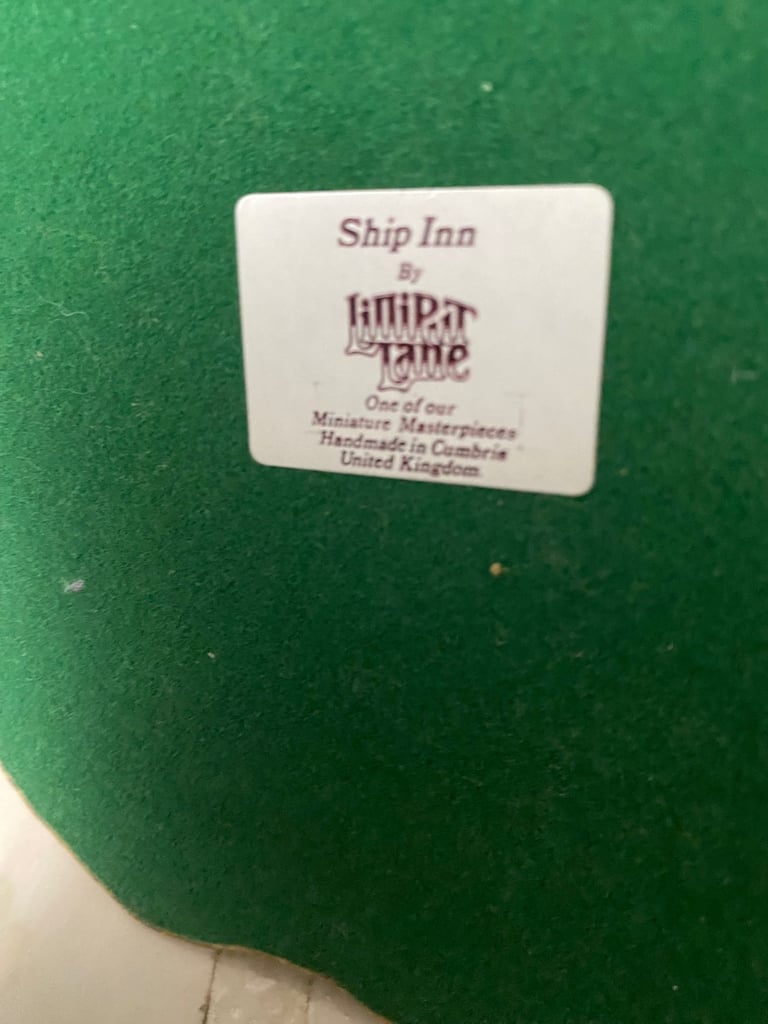 Ship Inn
By
Lilliput
Lane
One of our
Miniature Masterpieces
Handmade in Cumbria
United Kingdom.